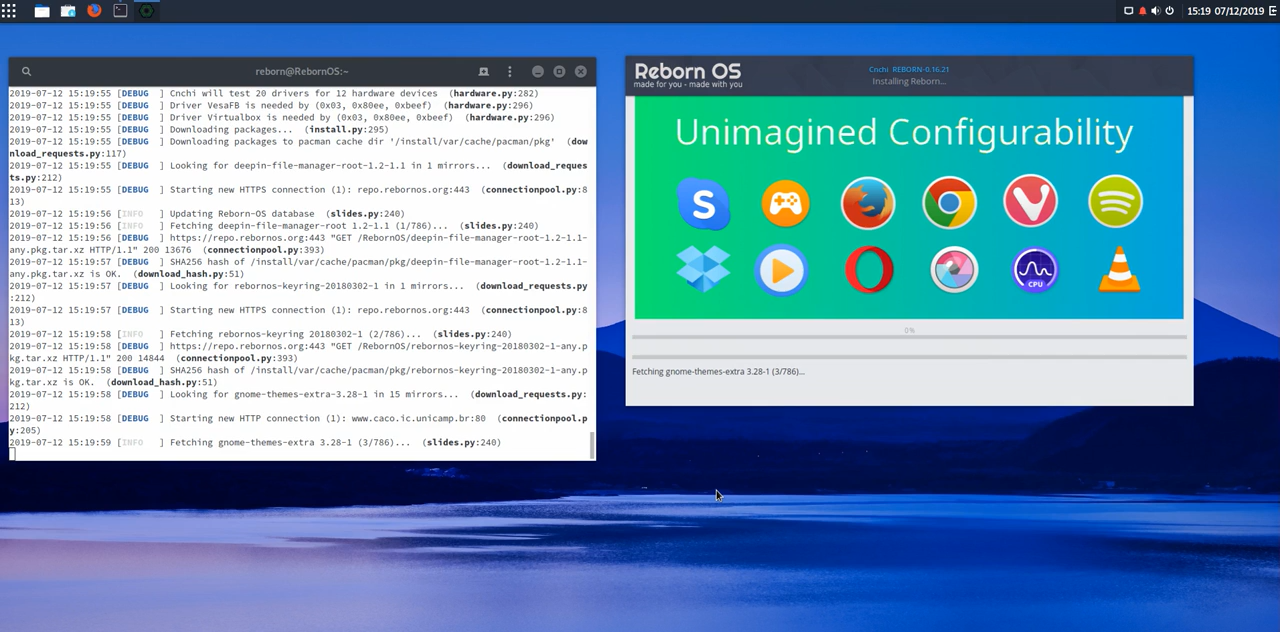 15:19 07/12/2019
reborn@RebornOS:~
2019-07-12 15:19:55 [DEBUG  ] Cnchi will test 20 drivers for 12 hardware devices  (hardware.py:282)
2019-07-12 15:19:55 [DEBUG  ] Driver VesaFB is needed by (0x03, 0x80ee, 0xbeef)  (hardware.py:296)
2019-07-12 15:19:55 [DEBUG  ] Driver Virtualbox is needed by (0x03, 0x80ee, 0xbeef)  (hardware.py:296)
2019-07-12 15:19:55 [DEBUG  ] Downloading packages...  (install.py:295)
2019-07-12 15:19:55 [DEBUG  ] Downloading packages to pacman cache dir '/install/var/cache/pacman/pkg'  (dow
nload_requests.py:117)
2019-07-12 15:19:55 [DEBUG  ] Looking for deepin-file-manager-root-1.2-1.1 in 1 mirrors...  (download_reques
ts.py:212)
2019-07-12 15:19:55 [DEBUG  ] Starting new HTTPS connection (1): repo.rebornos.org:443  (connectionpool.py:8
13)
2019-07-12 15:19:56 [INFO   ] Updating Reborn-OS database  (slides.py:240)
2019-07-12 15:19:56 [INFO   ] Fetching deepin-file-manager-root 1.2-1.1 (1/786)...  (slides.py:240)
2019-07-12 15:19:56 [DEBUG  ] https://repo.rebornos.org:443 "GET /RebornOS/deepin-file-manager-root-1.2-1.1-
any.pkg.tar.xz HTTP/1.1" 200 13676  (connectionpool.py:393)
2019-07-12 15:19:57 [DEBUG  ] SHA256 hash of /install/var/cache/pacman/pkg/deepin-file-manager-root-1.2-1.1-
any.pkg.tar.xz is OK.  (download_hash.py:51)
2019-07-12 15:19:57 [DEBUG  ] Looking for rebornos-keyring-20180302-1 in 1 mirrors...  (download_requests.py
:212)
2019-07-12 15:19:57 [DEBUG  ] Starting new HTTPS connection (1): repo.rebornos.org:443  (connectionpool.py:8
13)
2019-07-12 15:19:58 [INFO   ] Fetching rebornos-keyring 20180302-1 (2/786)...  (slides.py:240)
2019-07-12 15:19:58 [DEBUG  ] https://repo.rebornos.org:443 "GET /RebornOS/rebornos-keyring-20180302-1-any.p
kg.tar.xz HTTP/1.1" 200 14844  (connectionpool.py:393)
2019-07-12 15:19:58 [DEBUG  ] SHA256 hash of /install/var/cache/pacman/pkg/rebornos-keyring-20180302-1-any.p
kg.tar.xz is OK.  (download_hash.py:51)
2019-07-12 15:19:58 [DEBUG  ] Looking for gnome-themes-extra-3.28-1 in 15 mirrors...  (download_requests.py:
212)
2019-07-12 15:19:58 [DEBUG  ] Starting new HTTP connection (1): www.caco.ic.unicamp.br:80  (connectionpool.p
y:205)
2019-07-12 15:19:59 [INFO   ] Fetching gnome-themes-extra 3.28-1 (3/786)...  (slides.py:240)
Reborn OS
made for you - made with you
Cnchi REBORN-0.16.21
Installing Reborn...
Unimagined Configurability
S
CPU
0%
Fetching gnome-themes-extra 3.28-1 (3/786)...